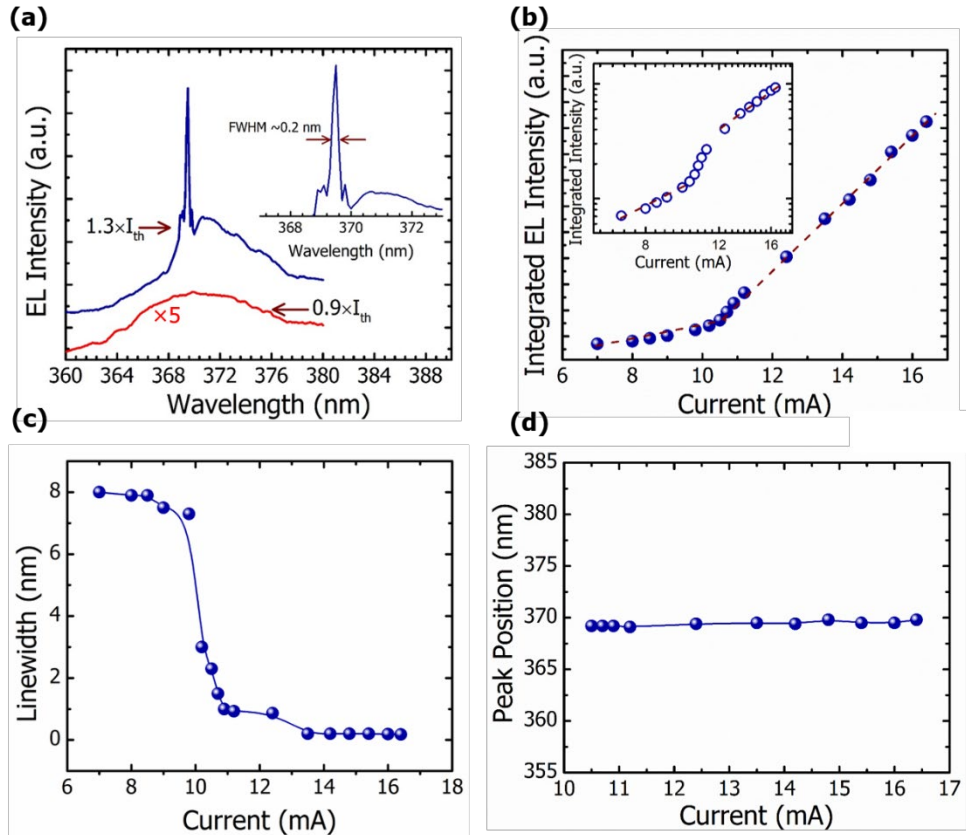 (a)
EL Intensity (a.u.)
FWHM ~0.2 nm
368 370 372
Wavelength (nm)
1.3×I_th
×5
0.9×I_th
360 364 368 372 376 380 384 388
Wavelength (nm)
(b)
Integrated EL Intensity (a.u.)
Integrated Intensity (a.u.)
8 12 16
Current (mA)
6 8 10 12 14 16
Current (mA)
(c)
Linewidth (nm)
8
6
4
2
0
6 8 10 12 14 16 18
Current (mA)
(d)
Peak Position (nm)
385
380
375
370
365
360
355
10 11 12 13 14 15 16 17
Current (mA)